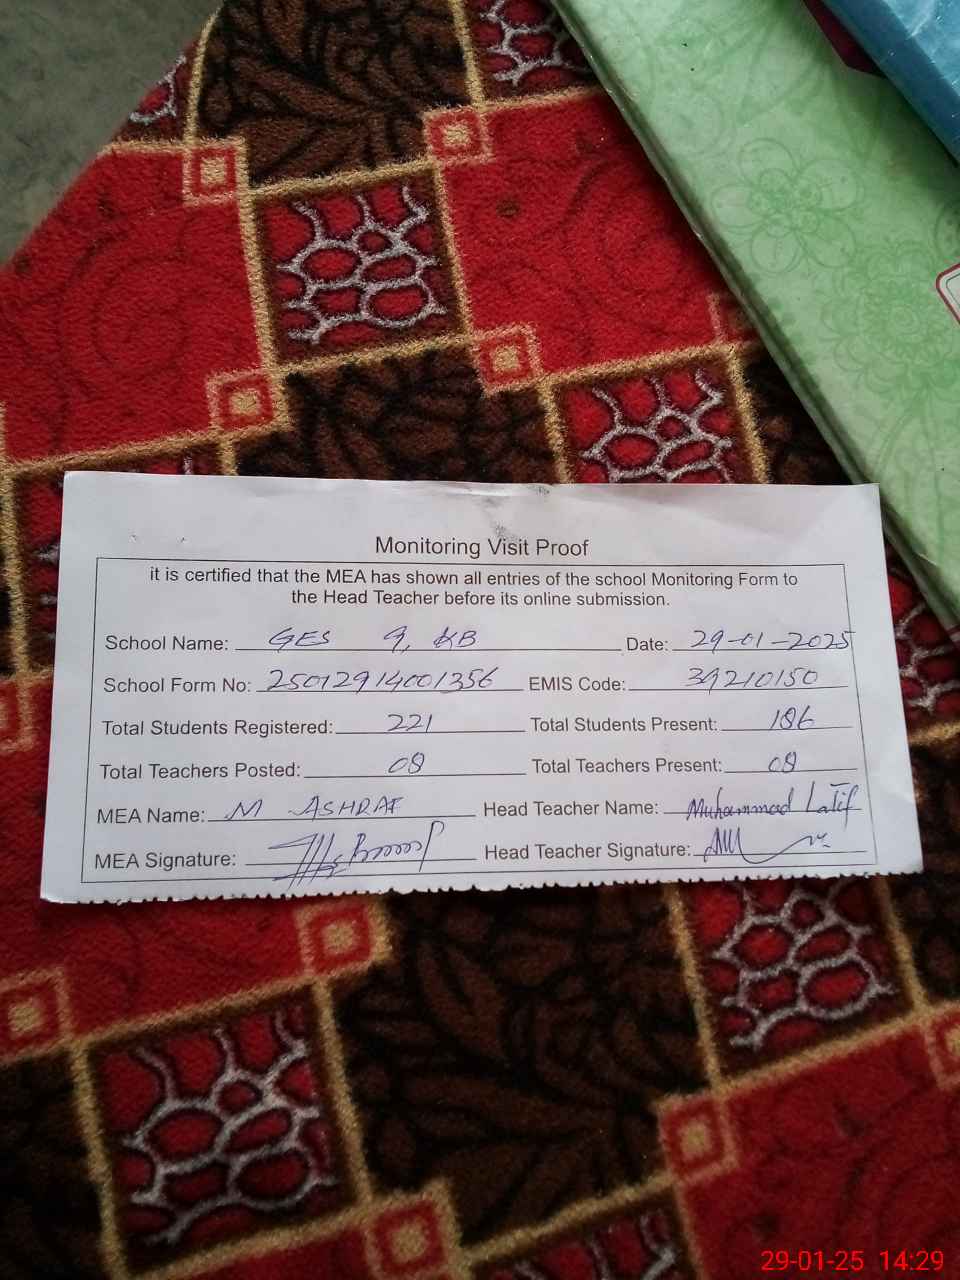 Monitoring Visit Proof
it is certified that the MEA has shown all entries of the school Monitoring Form to
the Head Teacher before its online submission.
School Name: GES 9, KB Date: 29-01-2025
School Form No: 25012914001356 EMIS Code: 39210150
Total Students Registered: 221 Total Students Present: 186
Total Teachers Posted: 08 Total Teachers Present: 08
MEA Name: M ASHRAF Head Teacher Name: Muhammad Latif
MEA Signature: Head Teacher Signature:
29-01-25 14:29